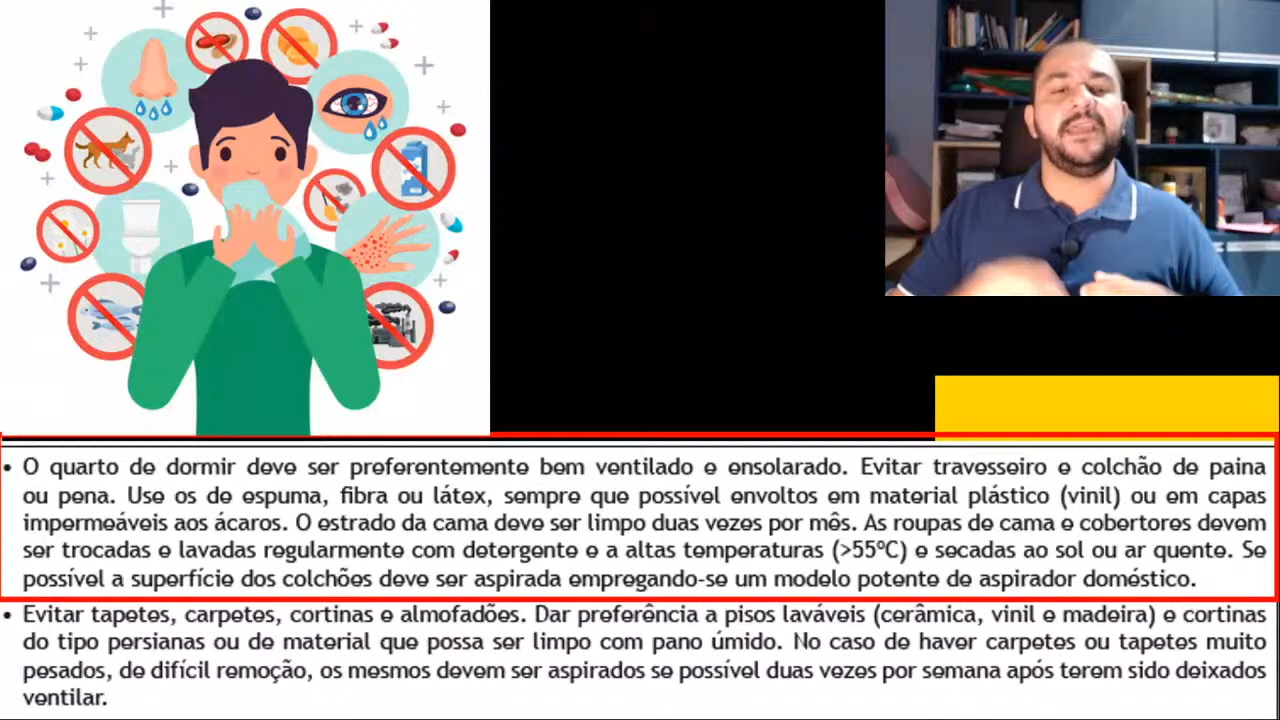 • O quarto de dormir deve ser preferentemente bem ventilado e ensolarado. Evitar travesseiro e colchão de paina
ou pena. Use os de espuma, fibra ou látex, sempre que possível envoltos em material plástico (vinil) ou em capas
impermeáveis aos ácaros. O estrado da cama deve ser limpo duas vezes por mês. As roupas de cama e cobertores devem
ser trocadas e lavadas regularmente com detergente e a altas temperaturas (>55ºC) e secadas ao sol ou ar quente. Se
possível a superfície dos colchões deve ser aspirada empregando-se um modelo potente de aspirador doméstico.
• Evitar tapetes, carpetes, cortinas e almofadões. Dar preferência a pisos laváveis (cerâmica, vinil e madeira) e cortinas
do tipo persianas ou de material que possa ser limpo com pano úmido. No caso de haver carpetes ou tapetes muito
pesados, de difícil remoção, os mesmos devem ser aspirados se possível duas vezes por semana após terem sido deixados
ventilar.